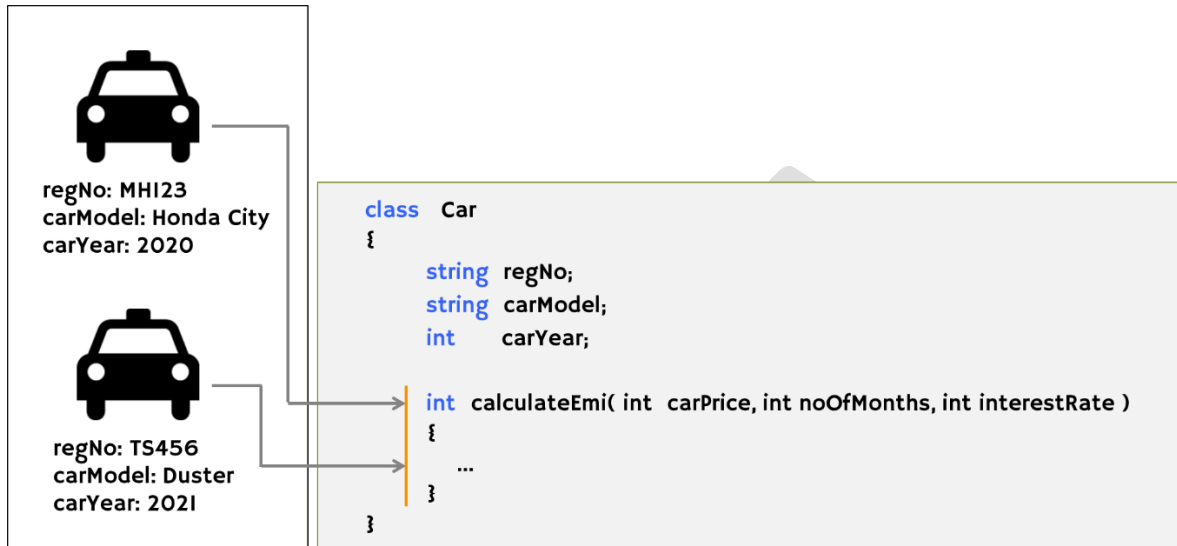 regNo: MH123
carModel: Honda City
carYear: 2020
regNo: TS456
carModel: Duster
carYear: 2021
class Car
{
string regNo;
string carModel;
int carYear;
int calculateEmi( int carPrice, int noOfMonths, int interestRate )
{
...
}
}